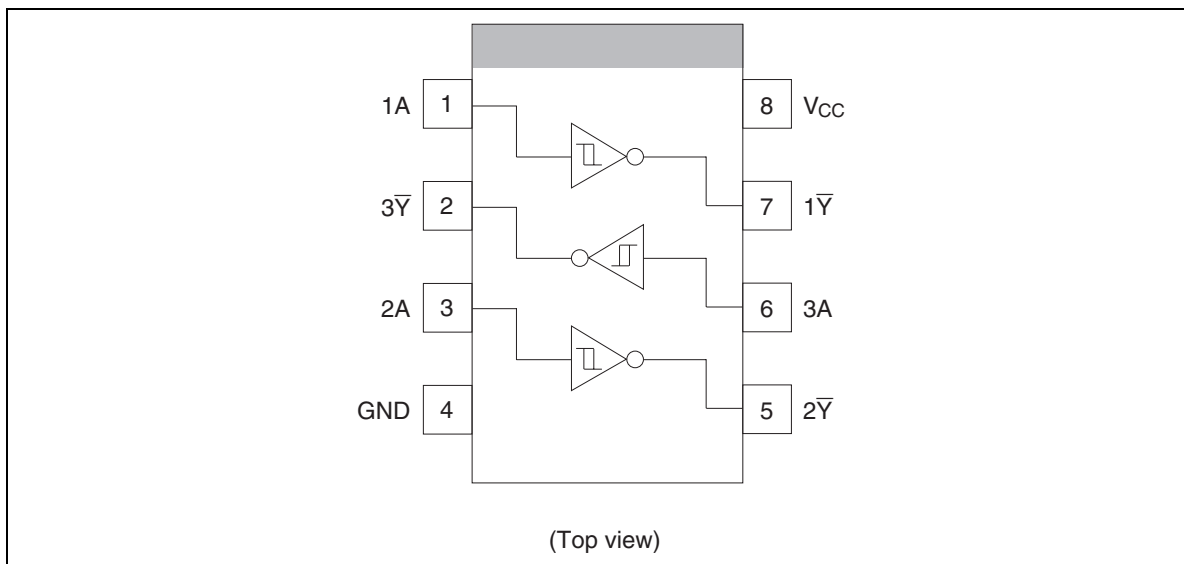 1A 1 8 VCC
3Y̅ 2 7 1Y̅
2A 3 6 3A
GND 4 5 2Y̅
(Top view)